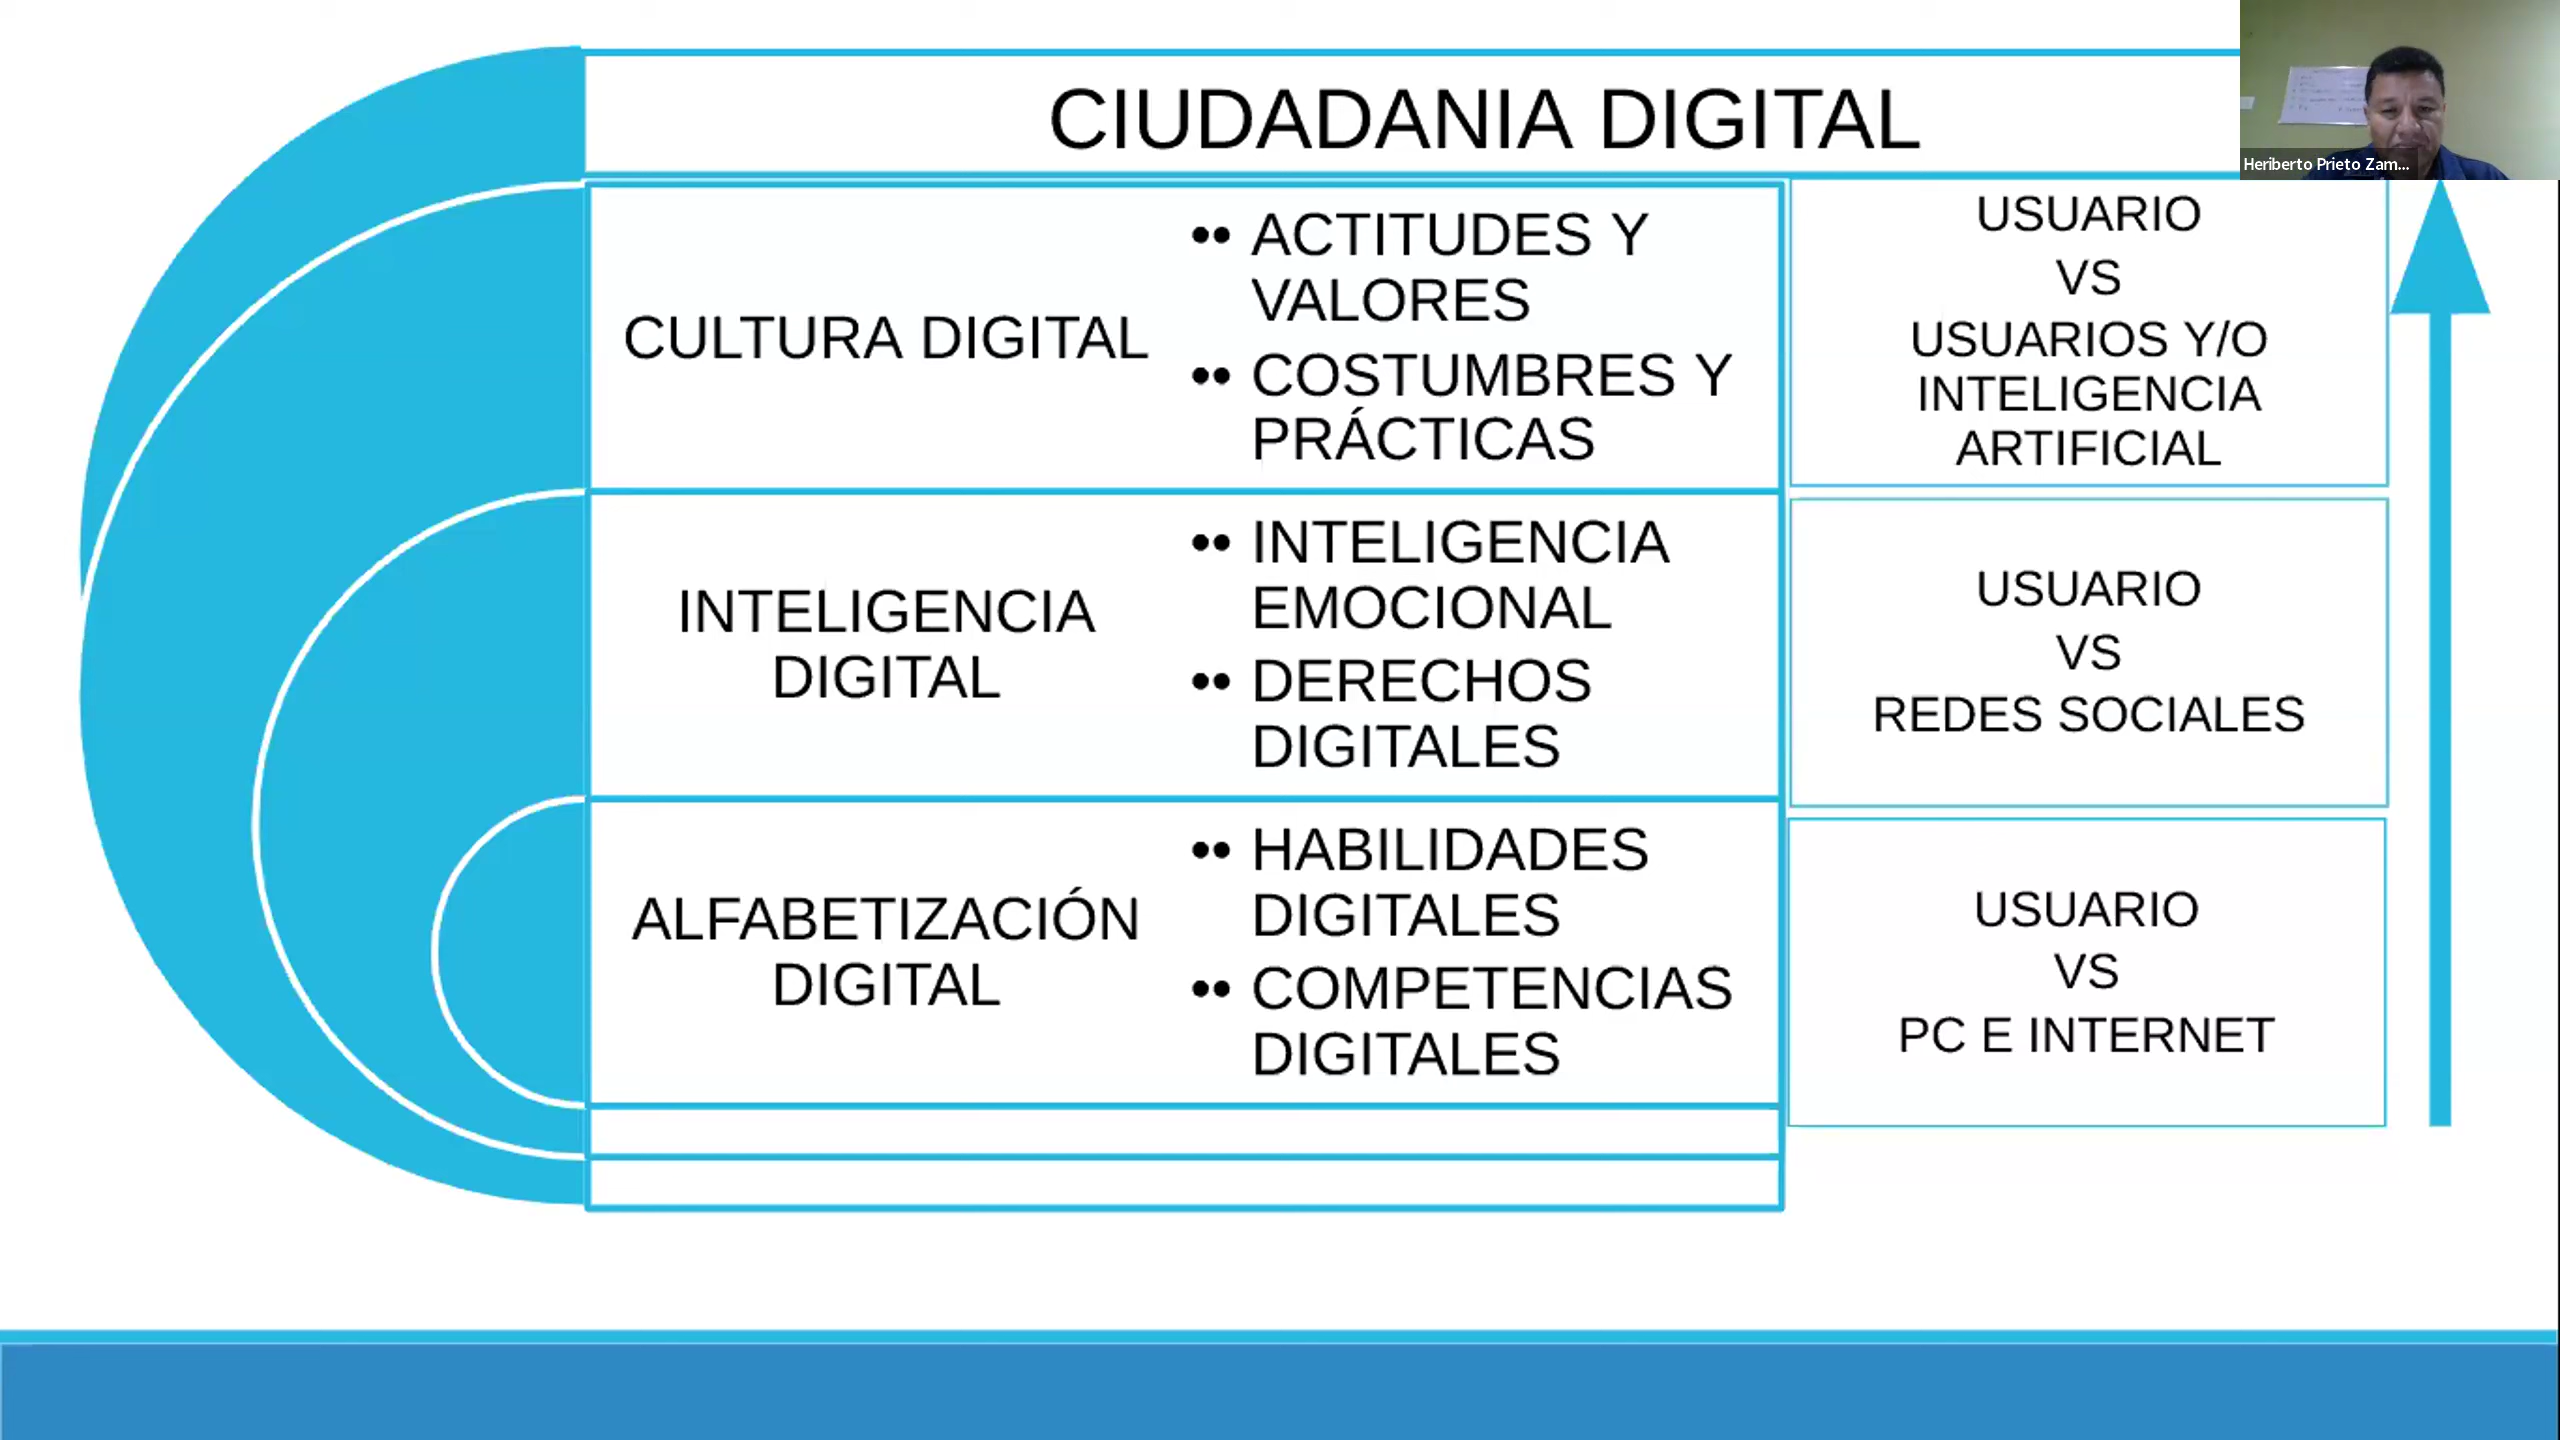 CIUDADANIA DIGITAL
Heriberto Prieto Zam...
CULTURA DIGITAL
•• ACTITUDES Y
VALORES
•• COSTUMBRES Y
PRÁCTICAS
USUARIO
VS
USUARIOS Y/O
INTELIGENCIA
ARTIFICIAL
INTELIGENCIA
DIGITAL
•• INTELIGENCIA
EMOCIONAL
•• DERECHOS
DIGITALES
USUARIO
VS
REDES SOCIALES
ALFABETIZACIÓN
DIGITAL
•• HABILIDADES
DIGITALES
•• COMPETENCIAS
DIGITALES
USUARIO
VS
PC E INTERNET